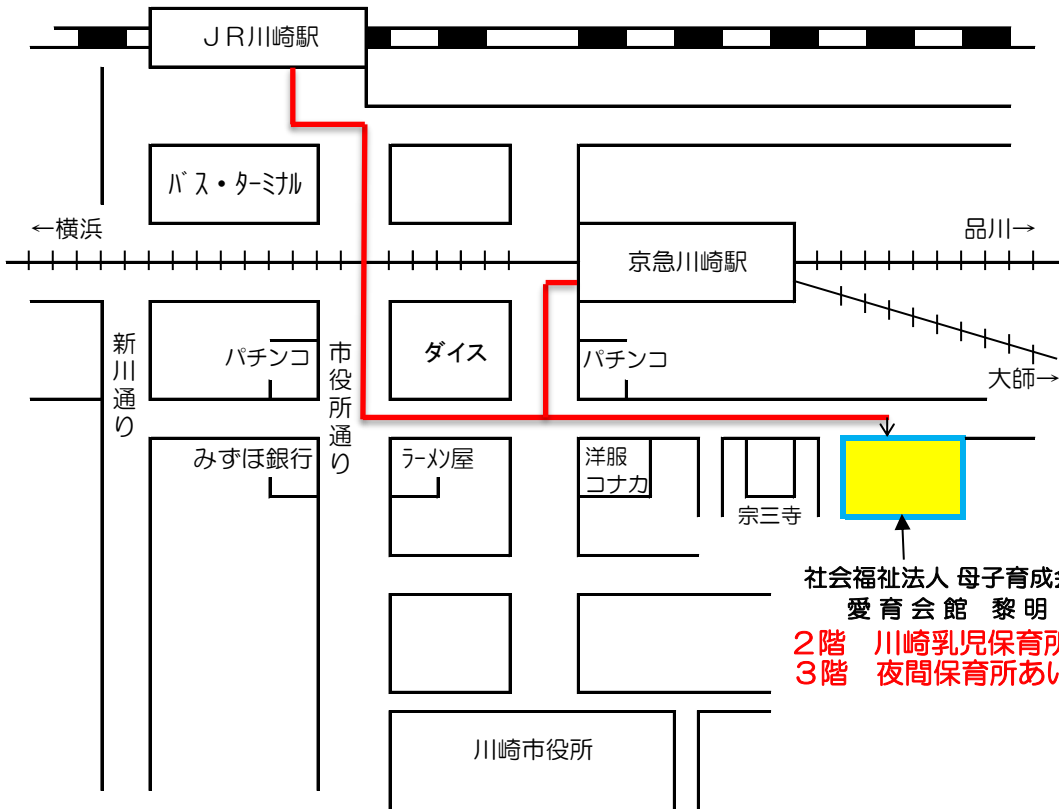 ＪＲ川崎駅
ﾊﾞｽ・ﾀｰﾐﾅﾙ
←横浜
品川→
京急川崎駅
新川通り
パチンコ
市役所通り
ダイス
パチンコ
大師→
みずほ銀行
ﾗｰﾒﾝ屋
洋服
コナカ
宗三寺
社会福祉法人 母子育成会
愛育会館　黎明
２階　川崎乳児保育所
３階　夜間保育所あい
川崎市役所